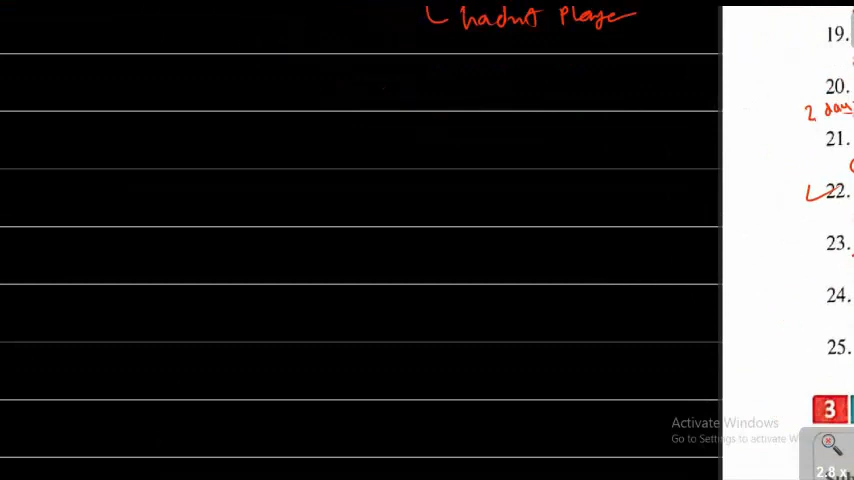 hadn't Playe
19.
20.
2 day
21.
22.
23.
24.
25.
3
Activate Windows
Go to Settings to activate W
2.8 x